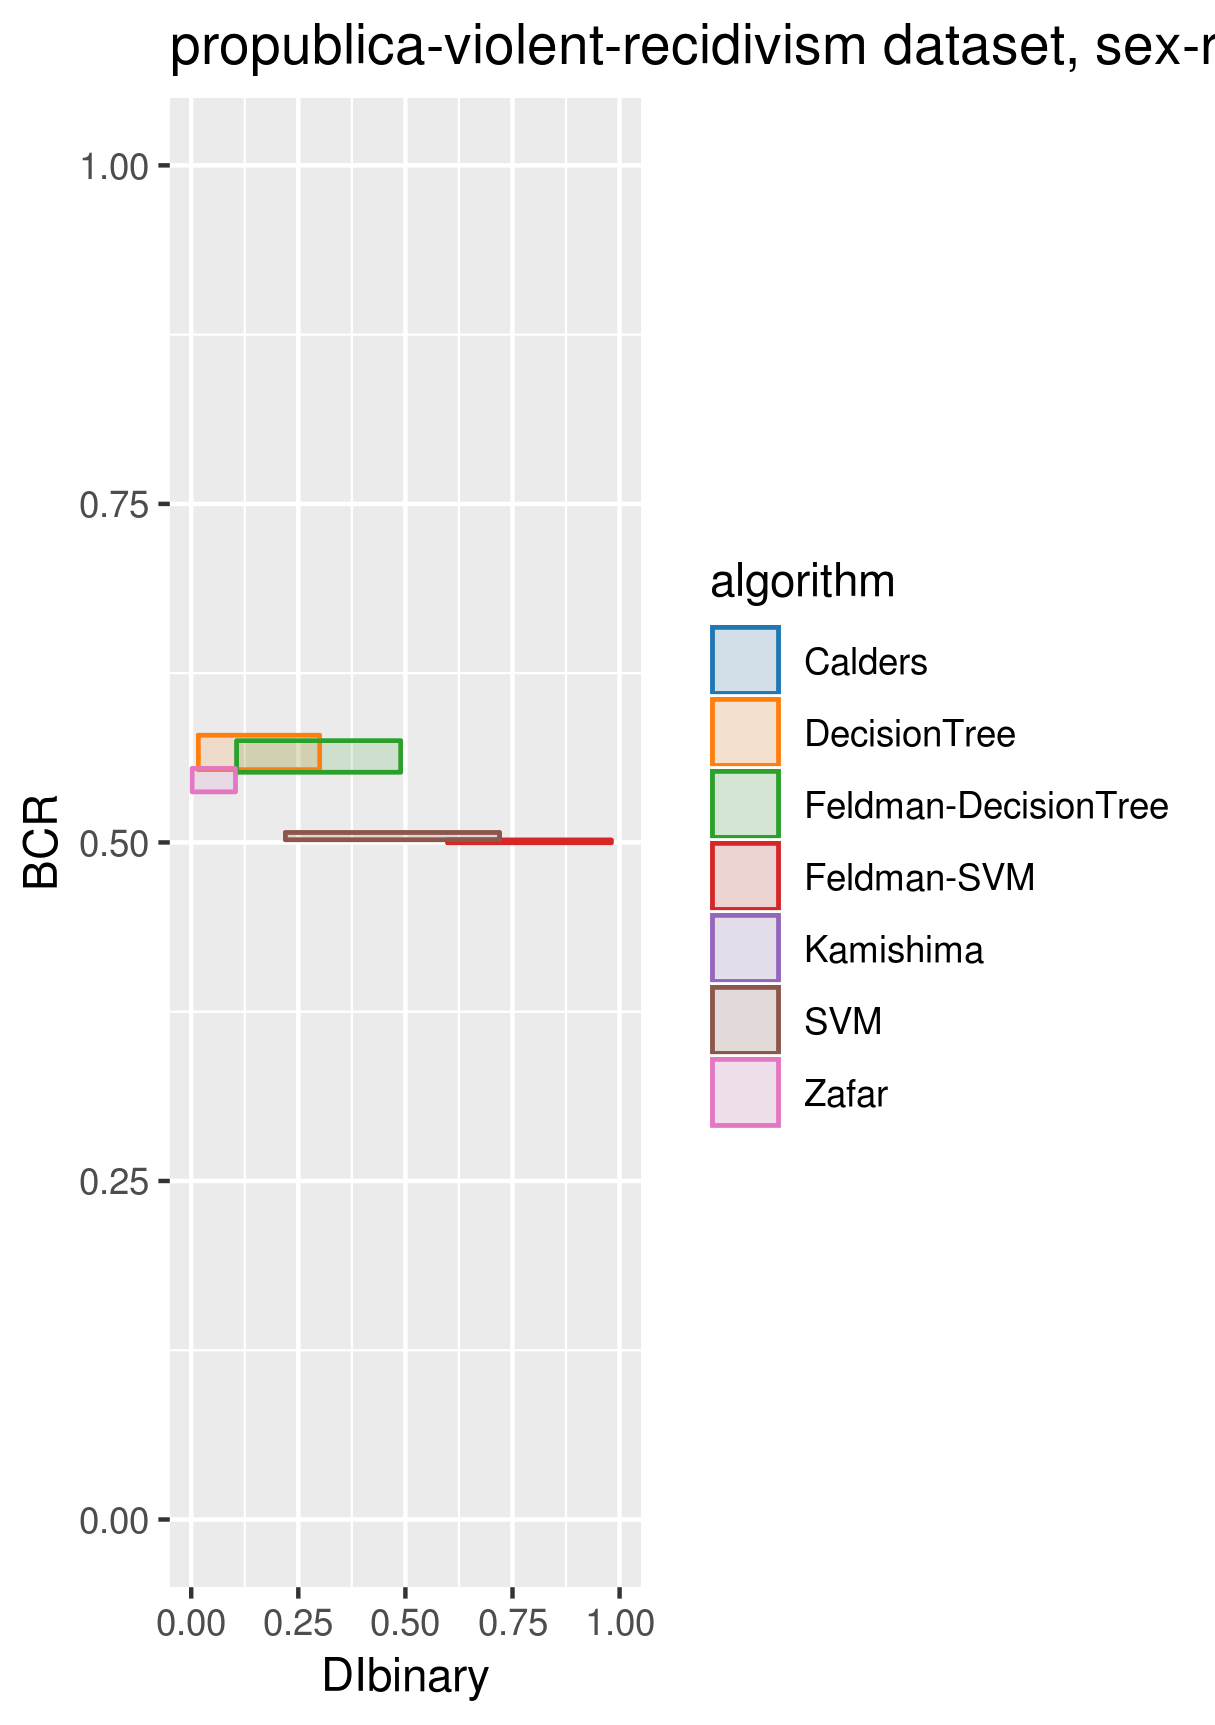 propublica-violent-recidivism dataset, sex-r
1.00
0.75
0.50
0.25
0.00
BCR
0.00 0.25 0.50 0.75 1.00
DIbinary
algorithm
Calders
DecisionTree
Feldman-DecisionTree
Feldman-SVM
Kamishima
SVM
Zafar